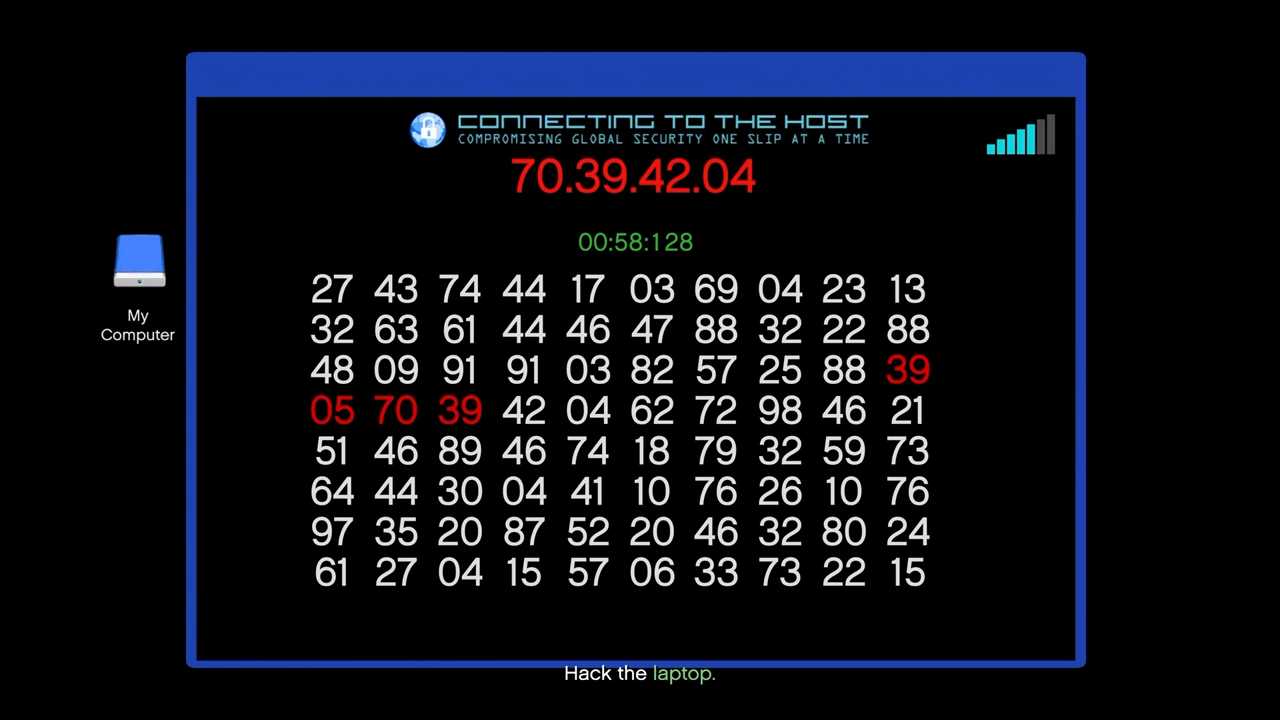 CONNECTING TO THE HOST
COMPROMISING GLOBAL SECURITY ONE SLIP AT A TIME
70.39.42.04
00:58:128
27 43 74 44 17 03 69 04 23 13
32 63 61 44 46 47 88 32 22 88
48 09 91 91 03 82 57 25 88 39
05 70 39 42 04 62 72 98 46 21
51 46 89 46 74 18 79 32 59 73
64 44 30 04 41 10 76 26 10 76
97 35 20 87 52 20 46 32 80 24
61 27 04 15 57 06 33 73 22 15
My
Computer
Hack the laptop.